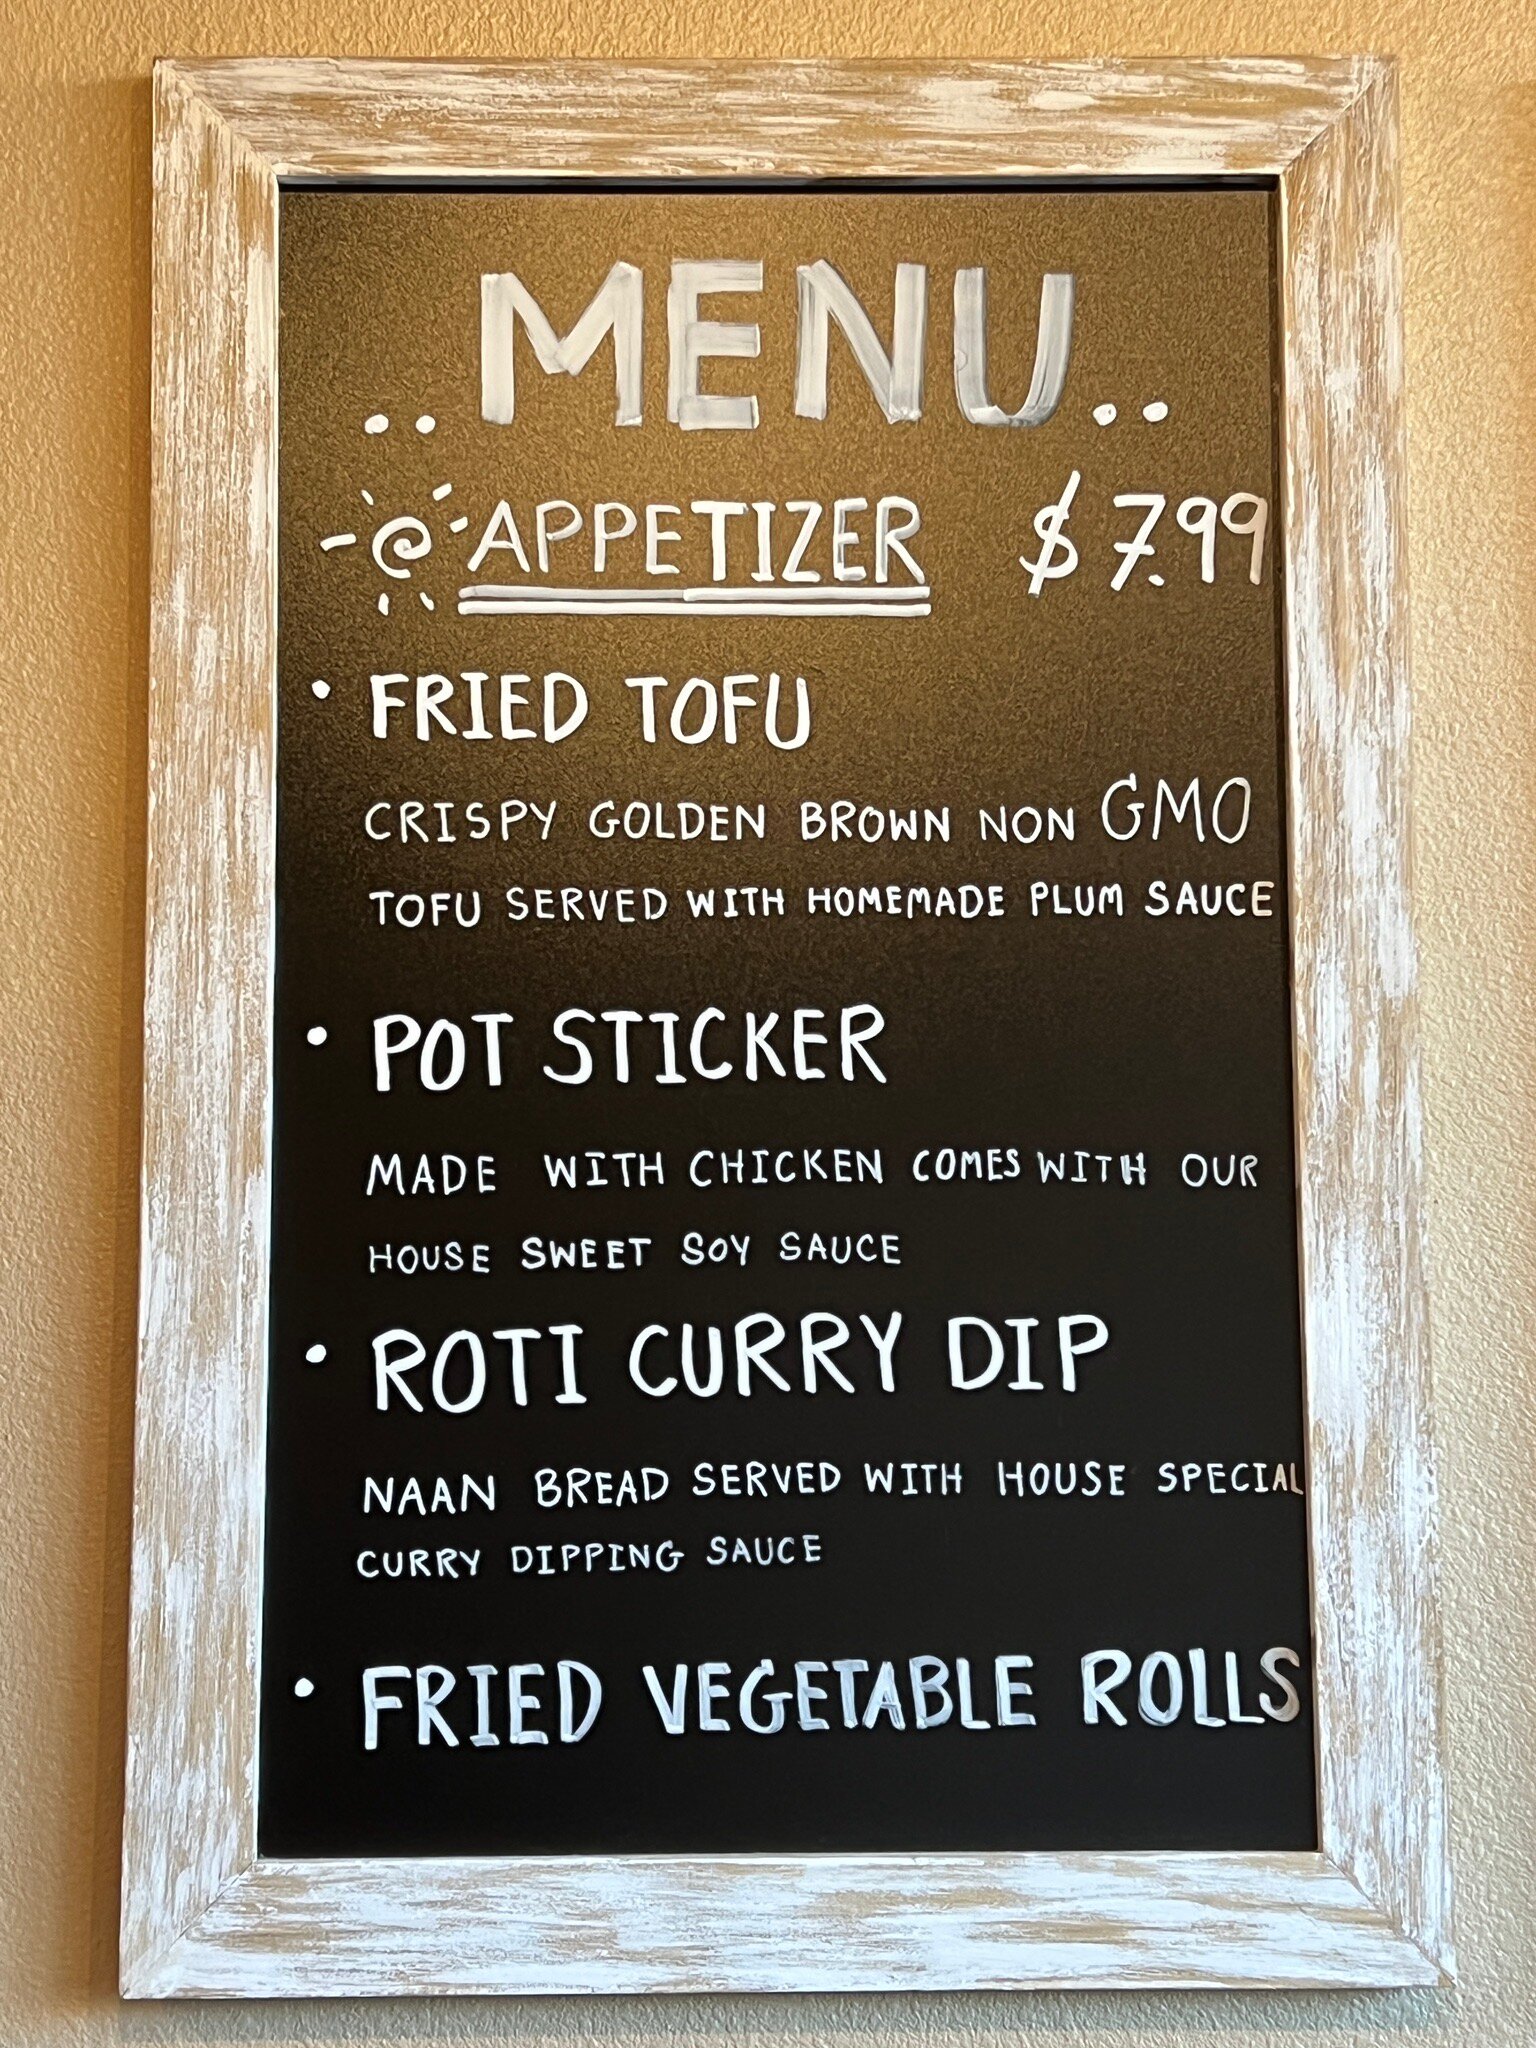 ..MENU..
APPETIZER $7.99
• FRIED TOFU
CRISPY GOLDEN BROWN NON GMO
TOFU SERVED WITH HOMEMADE PLUM SAUCE
• POT STICKER
MADE WITH CHICKEN COMES WITH OUR
HOUSE SWEET SOY SAUCE
• ROTI CURRY DIP
NAAN BREAD SERVED WITH HOUSE SPECIAL
CURRY DIPPING SAUCE
• FRIED VEGETABLE ROLLS